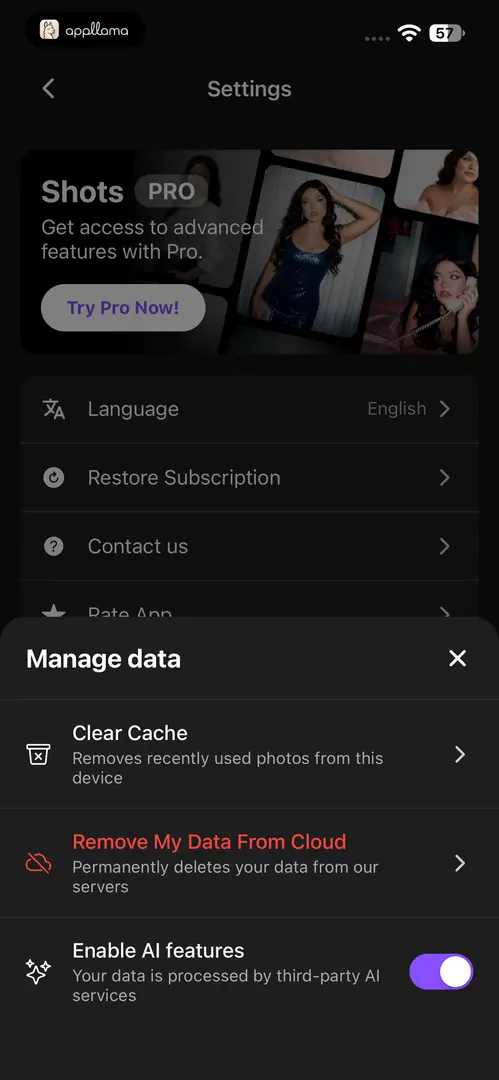 appllama
57
Settings
Shots PRO
Get access to advanced
features with Pro.
Try Pro Now!
Language English
Restore Subscription
Contact us
Rate App
Manage data
Clear Cache
Removes recently used photos from this
device
Remove My Data From Cloud
Permanently deletes your data from our
servers
Enable AI features
Your data is processed by third-party AI
services